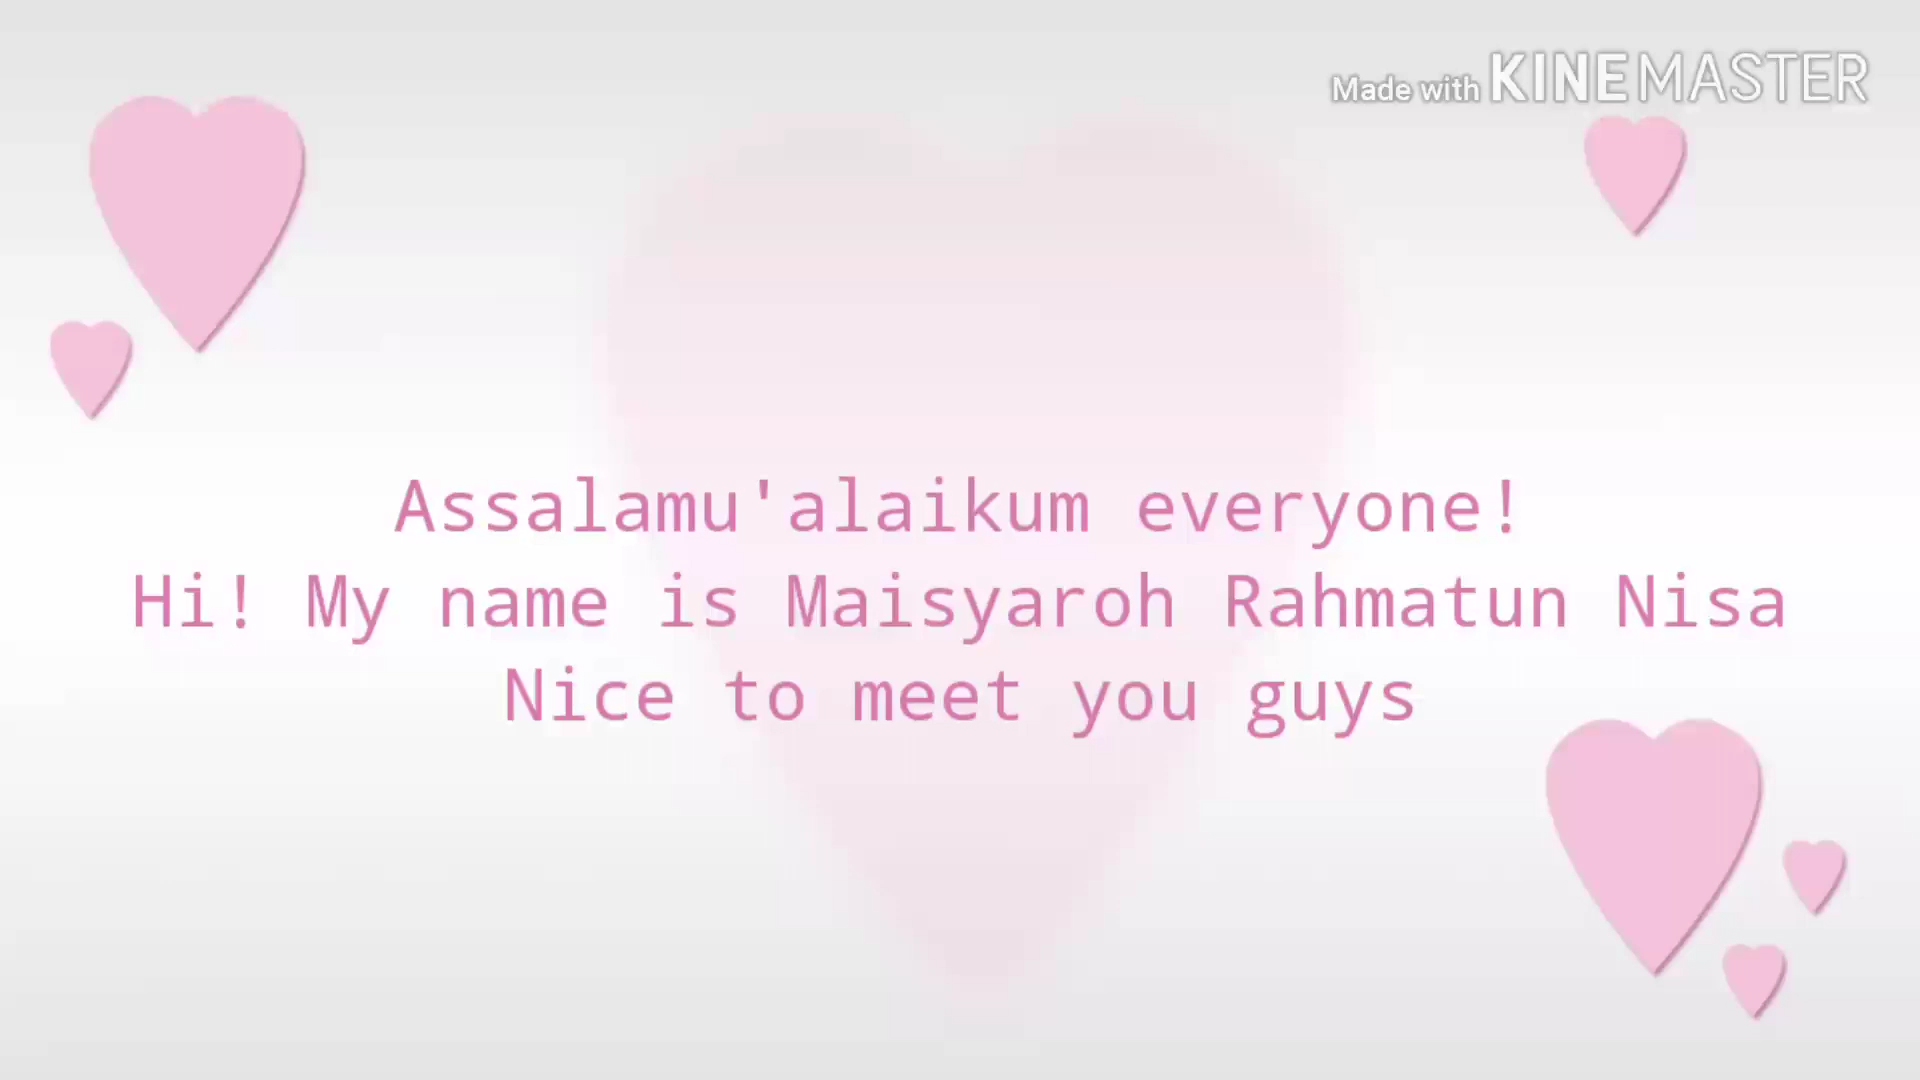 Made with KINEMASTER
Assalamu'alaikum everyone!
Hi! My name is Maisyaroh Rahmatun Nisa
Nice to meet you guys